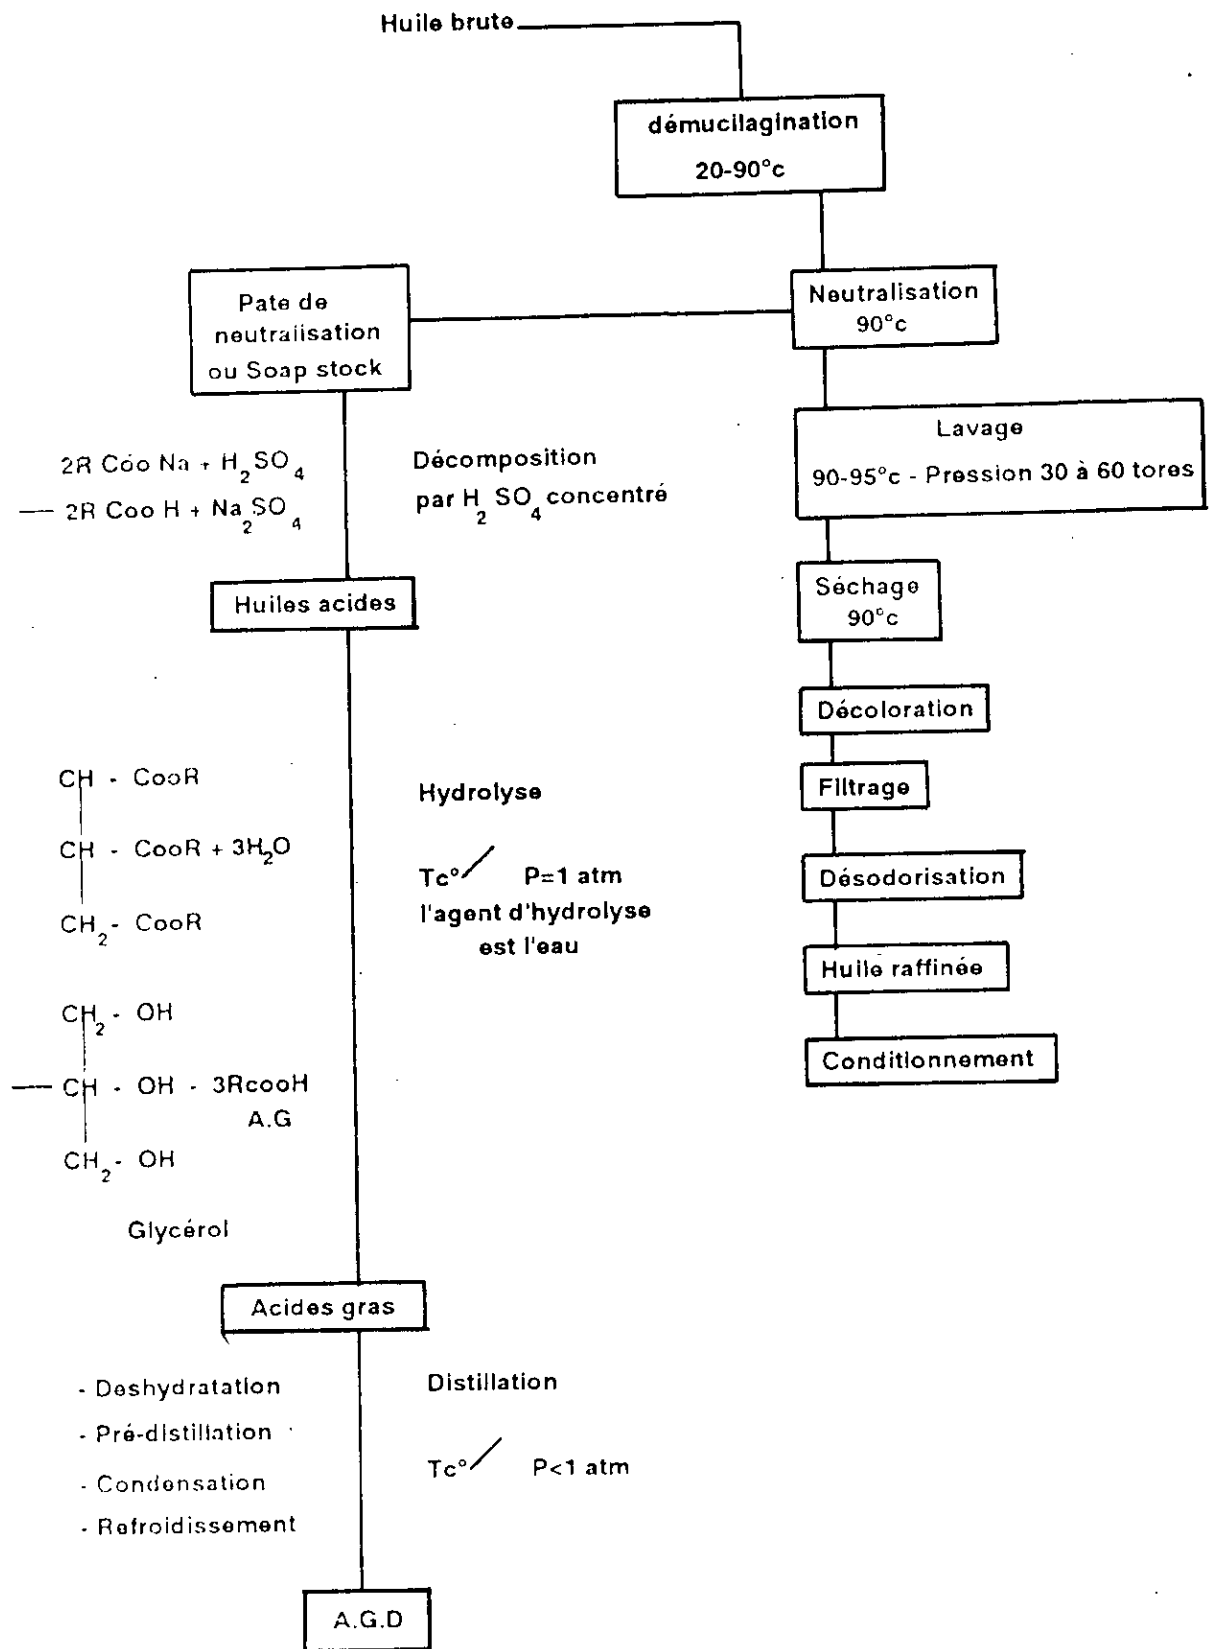 Huile brute
démucilagination
20-90°c
Neutralisation
90°c
Pate de
neutralisation
ou Soap stock
Lavage
90-95°c - Pression 30 à 60 tores
2R Coo Na + H2SO4
— 2R Coo H + Na2SO4
Décomposition
par H2 SO4 concentré
Séchage
90°c
Huiles acides
Décoloration
Filtrage
Désodorisation
Huile raffinée
Conditionnement
CH - CooR
CH - CooR + 3H2O
CH2 - CooR
Hydrolyse
Tc° / P=1 atm
l'agent d'hydrolyse
est l'eau
CH2 - OH
— CH - OH - 3RcooH
A.G
CH2 - OH
Glycérol
Acides gras
- Deshydratation
- Pré-distillation
- Condensation
- Refroidissement
Distillation
Tc° / P<1 atm
A.G.D